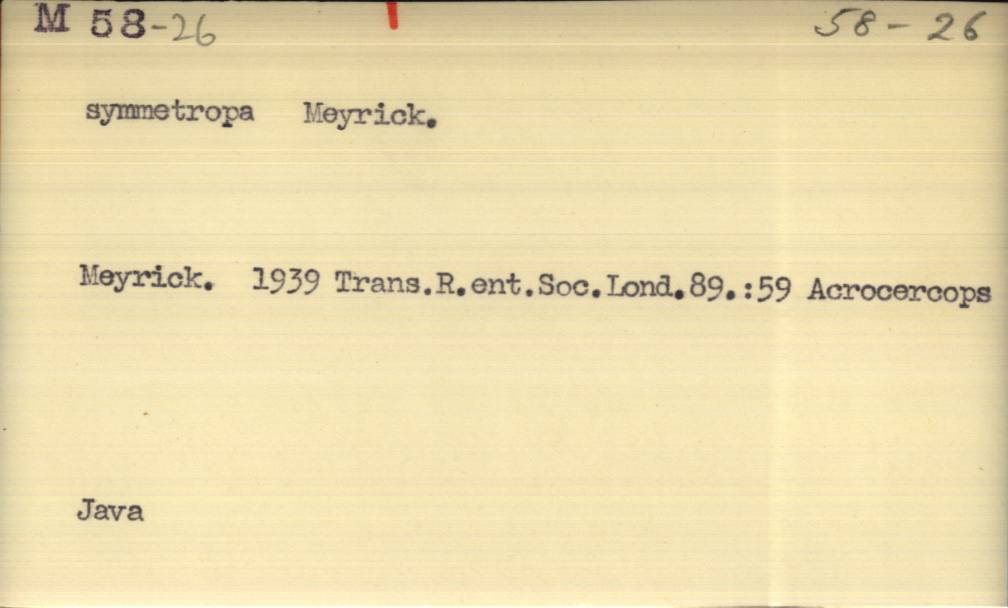 M 58-26 58-26
symmetropa Meyrick.
Meyrick. 1939 Trans.R.ent.Soc.Lond.89.:59 Acrocercops
Java